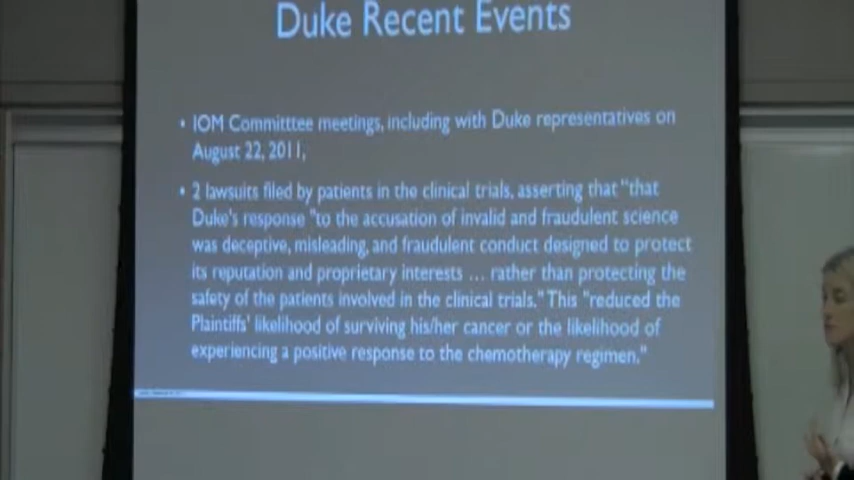 Duke Recent Events
• IOM Committtee meetings, including with Duke representatives on
August 22, 2011,
• 2 lawsuits filed by patients in the clinical trials, asserting that "that
Duke's response "to the accusation of invalid and fraudulent science
was deceptive, misleading, and fraudulent conduct designed to protect
its reputation and proprietary interests ... rather than protecting the
safety of the patients involved in the clinical trials." This "reduced the
Plaintiffs' likelihood of surviving his/her cancer or the likelihood of
experiencing a positive response to the chemotherapy regimen."